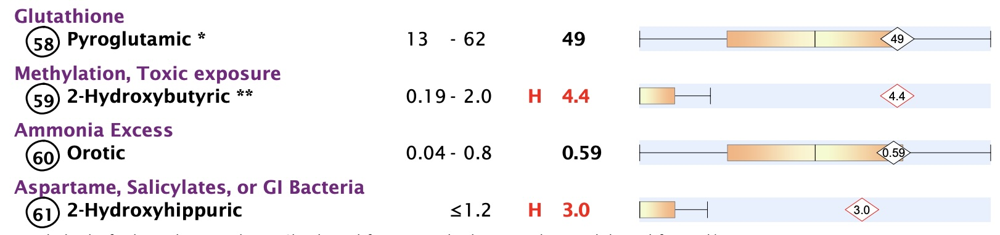 Glutathione
58 Pyroglutamic * 13 - 62 49 49
Methylation, Toxic exposure
59 2-Hydroxybutyric ** 0.19 - 2.0 H 4.4 4.4
Ammonia Excess
60 Orotic 0.04 - 0.8 0.59 0.59
Aspartame, Salicylates, or GI Bacteria
61 2-Hydroxyhippuric ≤1.2 H 3.0 3.0